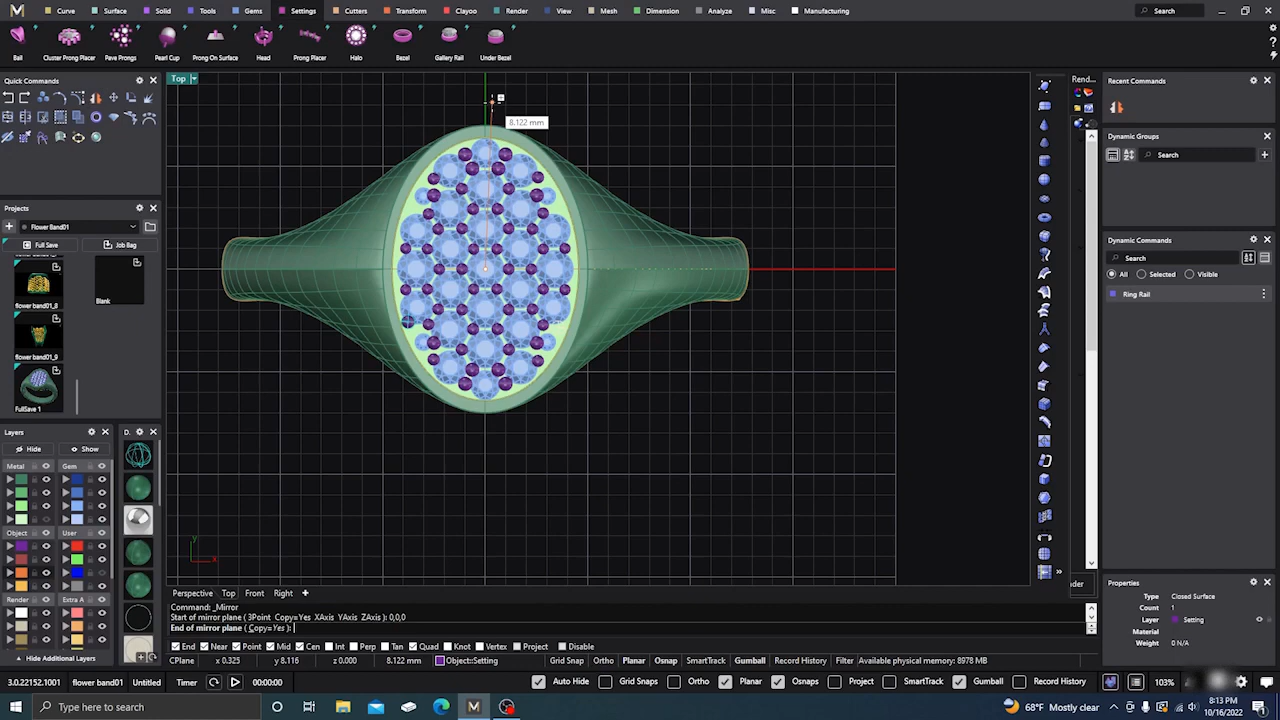 Curve
Surface
Solid
Tools
Gems
Settings
Cutters
Transform
Clayoo
Render
View
Mesh
Dimension
Analyze
Misc
Manufacturing
Search
Ball
Cluster Prong Placer
Pave Prongs
Pearl Cup
Prong On Surface
Head
Prong Placer
Halo
Bezel
Gallery Rail
Under Bezel
Quick Commands
Top
8.122 mm
Rend...
Recent Commands
Dynamic Groups
Search
Projects
Flower Band01
Full Save
Job Bag
Blank
flower band01_8
flower band01_9
FullSave 1
Dynamic Commands
Search
All
Selected
Visible
Ring Rail
Layers
D.
Hide
Show
Metal
Gem
Object
User
Render
Extra A
Hide Additional Layers
Perspective
Top
Front
Right
nder
Command: _Mirror
Start of mirror plane ( 3Point Copy=Yes XAxis YAxis ZAxis ): 0,0,0
End of mirror plane ( Copy=Yes ):
End
Near
Point
Mid
Cen
Int
Perp
Tan
Quad
Knot
Vertex
Project
Disable
CPlane
x 0.325
y 8.116
z 0.000
8.122 mm
Object::Setting
Grid Snap
Ortho
Planar
Osnap
SmartTrack
Gumball
Record History
Filter
Available physical memory: 8978 MB
Properties
Type Closed Surface
Count 1
Layer Setting
Material
Weight 0 N/A
3.0.22152.1001
flower band01
Untitled
Timer
00:00:00
Auto Hide
Grid Snaps
Ortho
Planar
Osnaps
Project
SmartTrack
Gumball
Record History
103%
Type here to search
68°F Mostly clear
8:13 PM
10/16/2022